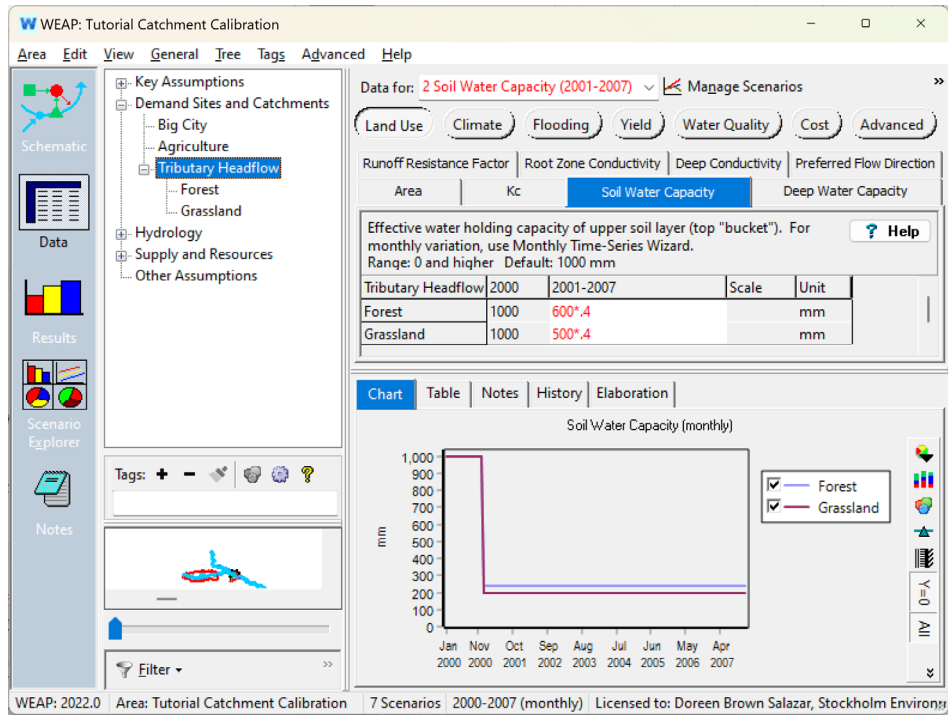 WEAP: Tutorial Catchment Calibration
Area Edit View General Tree Tags Advanced Help
Schematic
Data
Results
Scenario
Explorer
Notes
Key Assumptions
Demand Sites and Catchments
Big City
Agriculture
Tributary Headflow
Forest
Grassland
Hydrology
Supply and Resources
Other Assumptions
Tags:
Filter
Data for: 2 Soil Water Capacity (2001-2007) Manage Scenarios
Land Use Climate Flooding Yield Water Quality Cost Advanced
Runoff Resistance Factor Root Zone Conductivity Deep Conductivity Preferred Flow Direction
Area Kc Soil Water Capacity Deep Water Capacity
Effective water holding capacity of upper soil layer (top "bucket"). For
monthly variation, use Monthly Time-Series Wizard.
Range: 0 and higher Default: 1000 mm
? Help
Tributary Headflow 2000 2001-2007 Scale Unit
Forest 1000 600*.4 mm
Grassland 1000 500*.4 mm
Chart Table Notes History Elaboration
Soil Water Capacity (monthly)
mm
1,000
900
800
700
600
500
400
300
200
100
0
Jan Nov Oct Sep Aug Jul Jun May Apr
2000 2000 2001 2002 2003 2004 2005 2006 2007
Forest
Grassland
Y=0
All
WEAP: 2022.0 Area: Tutorial Catchment Calibration 7 Scenarios 2000-2007 (monthly) Licensed to: Doreen Brown Salazar, Stockholm Environ